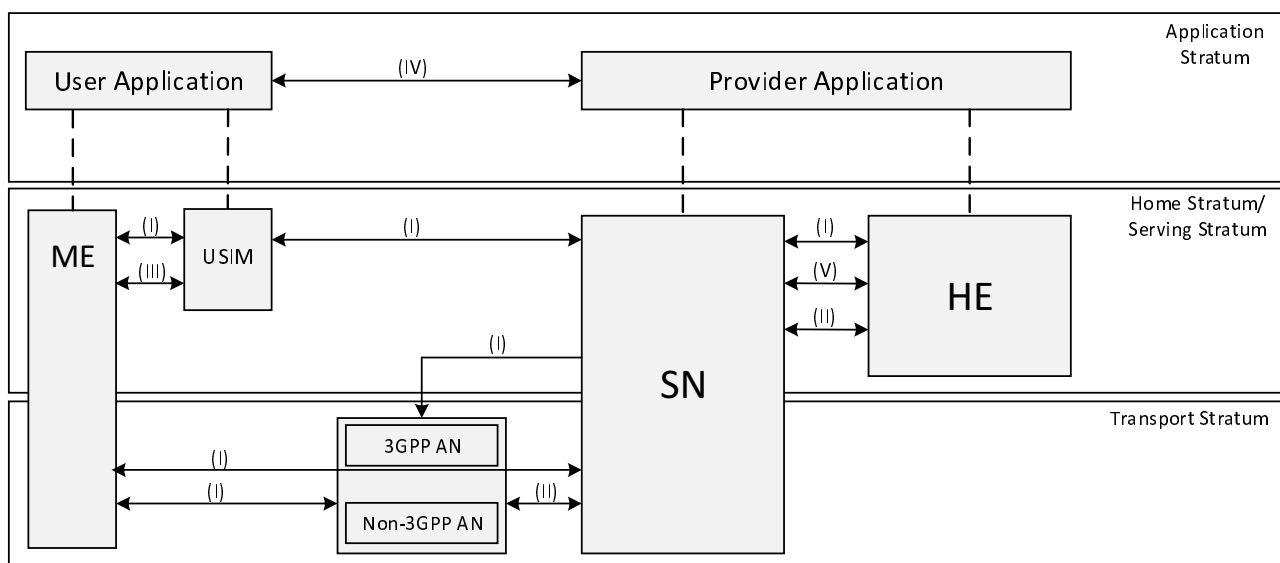 Application
Stratum
User Application
(IV)
Provider Application
Home Stratum/
Serving Stratum
ME
(I)
(III)
USIM
(I)
(I)
(V)
(II)
HE
(I)
SN
Transport Stratum
3GPP AN
(I)
(I)
(II)
Non-3GPP AN